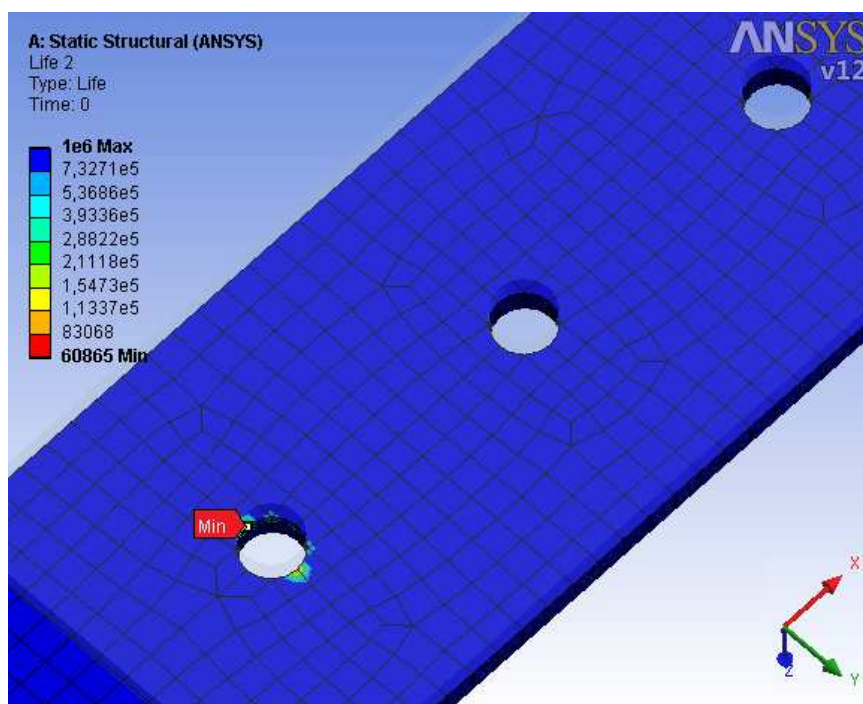 A: Static Structural (ANSYS)
Life 2
Type: Life
Time: 0
1e6 Max
7,3271e5
5,3686e5
3,9336e5
2,8822e5
2,1118e5
1,5473e5
1,1337e5
83068
60865 Min
ANSYS
v12
Min
X
Y
Z